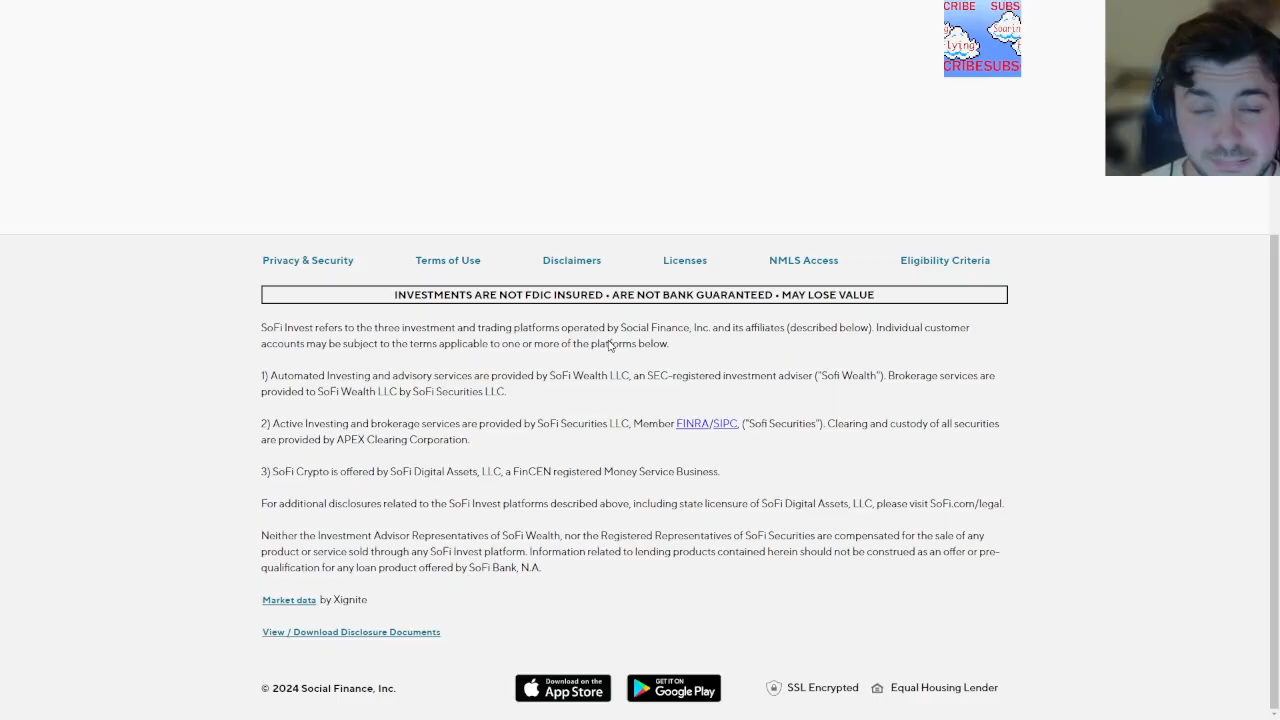 CRIBE SUBS
Soarin
lying
CRIBESUBS
Privacy & Security Terms of Use Disclaimers Licenses NMLS Access Eligibility Criteria
INVESTMENTS ARE NOT FDIC INSURED • ARE NOT BANK GUARANTEED • MAY LOSE VALUE
SoFi Invest refers to the three investment and trading platforms operated by Social Finance, Inc. and its affiliates (described below). Individual customer
accounts may be subject to the terms applicable to one or more of the platforms below.
1) Automated Investing and advisory services are provided by SoFi Wealth LLC, an SEC-registered investment adviser ("Sofi Wealth"). Brokerage services are
provided to SoFi Wealth LLC by SoFi Securities LLC.
2) Active Investing and brokerage services are provided by SoFi Securities LLC, Member FINRA/SIPC, ("Sofi Securities"). Clearing and custody of all securities
are provided by APEX Clearing Corporation.
3) SoFi Crypto is offered by SoFi Digital Assets, LLC, a FinCEN registered Money Service Business.
For additional disclosures related to the SoFi Invest platforms described above, including state licensure of SoFi Digital Assets, LLC, please visit SoFi.com/legal.
Neither the Investment Advisor Representatives of SoFi Wealth, nor the Registered Representatives of SoFi Securities are compensated for the sale of any
product or service sold through any SoFi Invest platform. Information related to lending products contained herein should not be construed as an offer or pre-
qualification for any loan product offered by SoFi Bank, N.A.
Market data by Xignite
View / Download Disclosure Documents
© 2024 Social Finance, Inc. Download on the App Store GET IT ON Google Play SSL Encrypted Equal Housing Lender